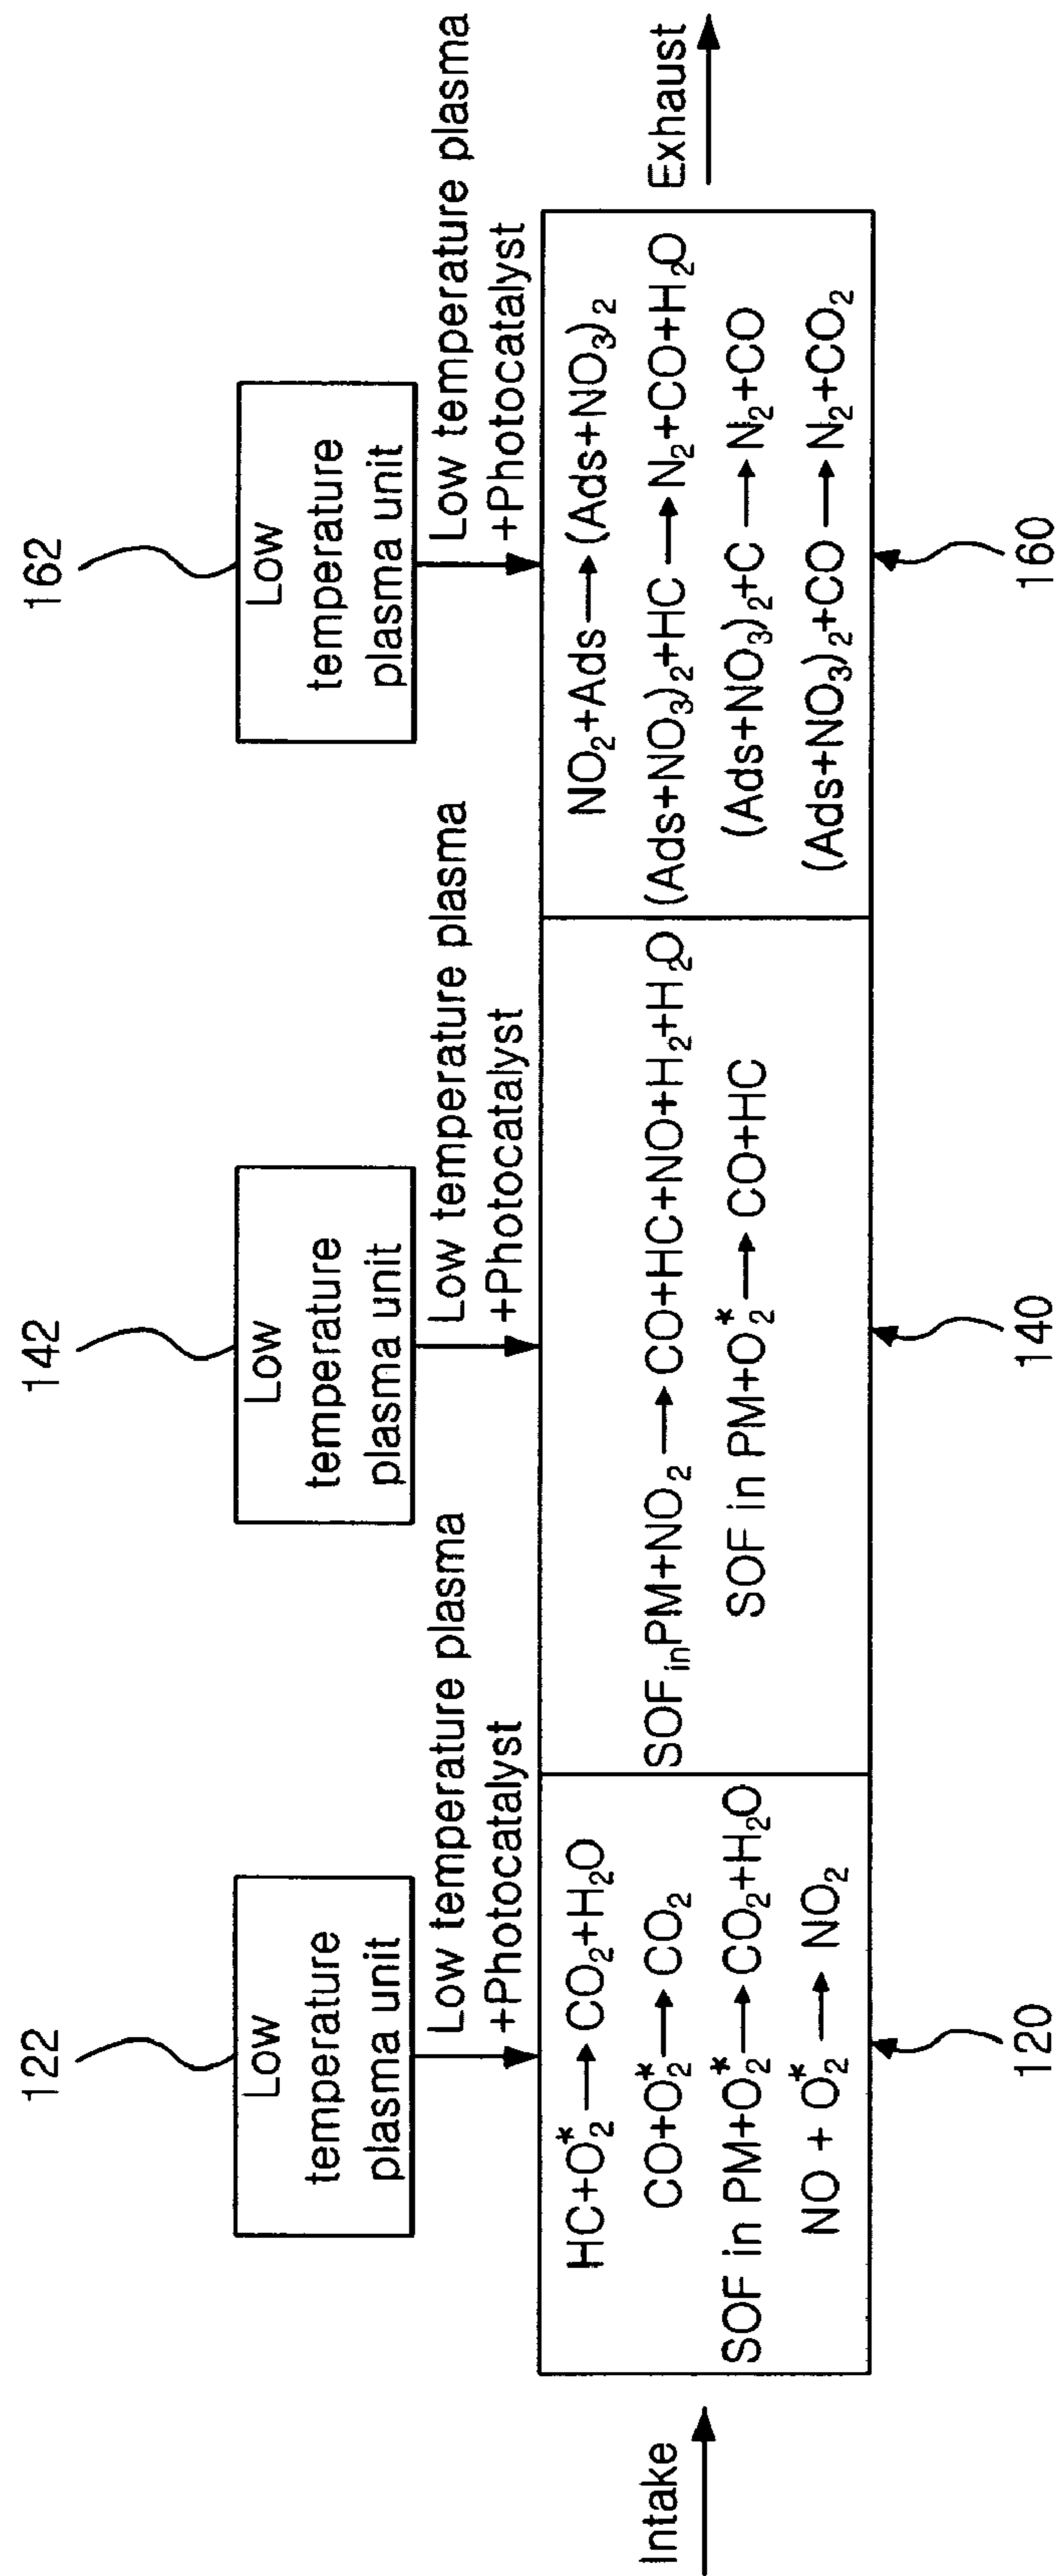 122
142
162
Low
temperature
plasma unit
Low
temperature
plasma unit
Low
temperature
plasma unit
Low temperature plasma
+Photocatalyst
Low temperature plasma
+Photocatalyst
Low temperature plasma
+Photocatalyst
Intake
HC+O₂* → CO₂+H₂O
CO+O₂* → CO₂
SOF in PM+O₂* → CO₂+H₂O
NO + O₂* → NO₂
SOFinPM+NO₂ → CO+HC+NO+H₂+H₂O
SOF in PM+O₂* → CO+HC
NO₂+Ads → (Ads+NO₃)₂
(Ads+NO₃)₂+HC → N₂+CO+H₂O
(Ads+NO₃)₂+C → N₂+CO
(Ads+NO₃)₂+CO → N₂+CO₂
Exhaust
120
140
160